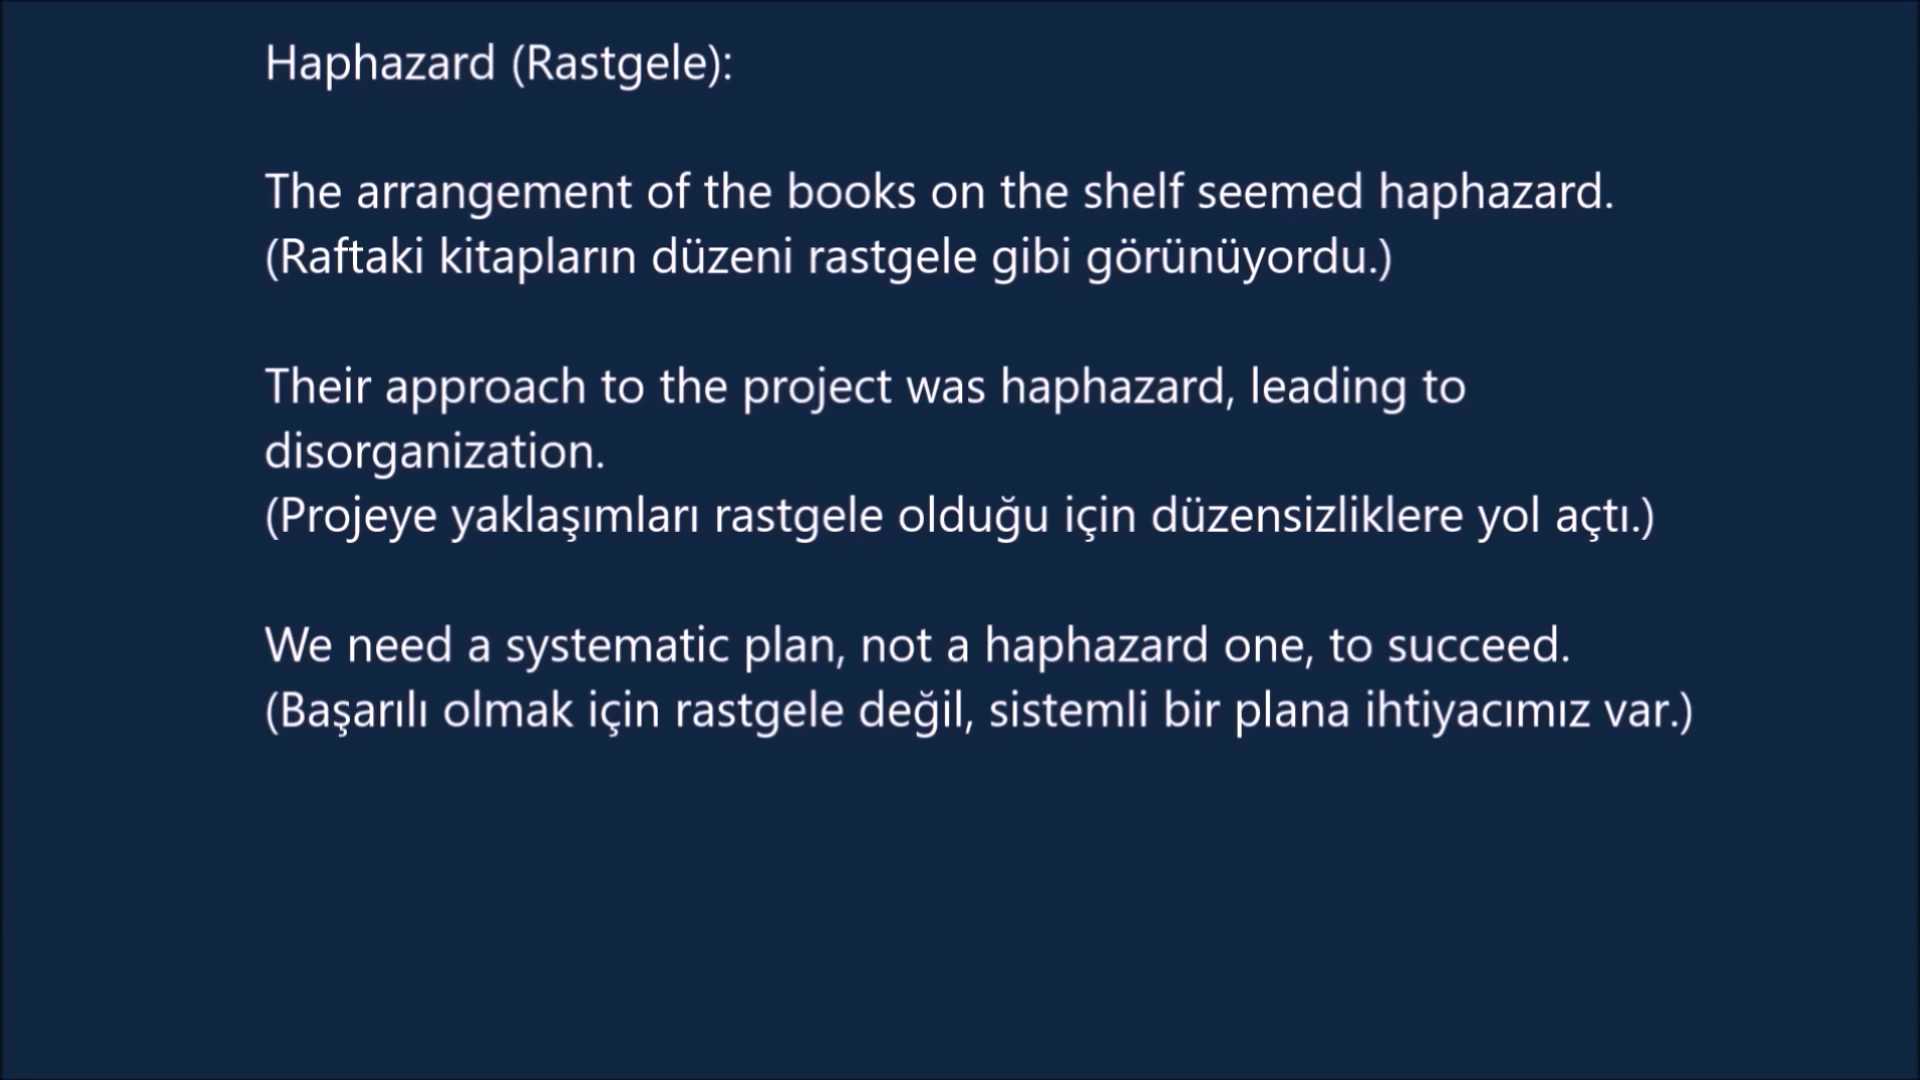 Haphazard (Rastgele):
The arrangement of the books on the shelf seemed haphazard.
(Raftaki kitapların düzeni rastgele gibi görünüyordu.)
Their approach to the project was haphazard, leading to
disorganization.
(Projeye yaklaşımları rastgele olduğu için düzensizliklere yol açtı.)
We need a systematic plan, not a haphazard one, to succeed.
(Başarılı olmak için rastgele değil, sistemli bir plana ihtiyacımız var.)